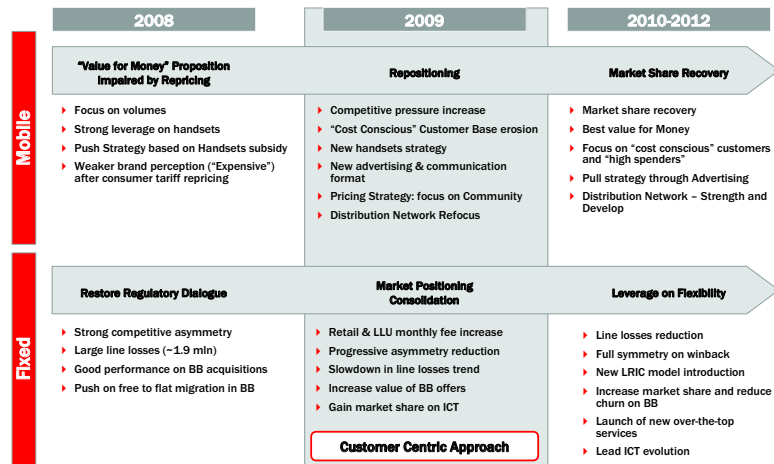 2008
2009
2010-2012
Mobile
"Value for Money" Proposition
Impaired by Repricing
Repositioning
Market Share Recovery
Focus on volumes
Strong leverage on handsets
Push Strategy based on Handsets subsidy
Weaker brand perception ("Expensive")
after consumer tariff repricing
Competitive pressure increase
"Cost Conscious" Customer Base erosion
New handsets strategy
New advertising & communication
format
Pricing Strategy: focus on Community
Distribution Network Refocus
Market share recovery
Best value for Money
Focus on "cost conscious" customers
and "high spenders"
Pull strategy through Advertising
Distribution Network – Strength and
Develop
Fixed
Restore Regulatory Dialogue
Market Positioning
Consolidation
Leverage on Flexibility
Strong competitive asymmetry
Large line losses (~1.9 mln)
Good performance on BB acquisitions
Push on free to flat migration in BB
Retail & LLU monthly fee increase
Progressive asymmetry reduction
Slowdown in line losses trend
Increase value of BB offers
Gain market share on ICT
Customer Centric Approach
Line losses reduction
Full symmetry on winback
New LRIC model introduction
Increase market share and reduce
churn on BB
Launch of new over-the-top
services
Lead ICT evolution